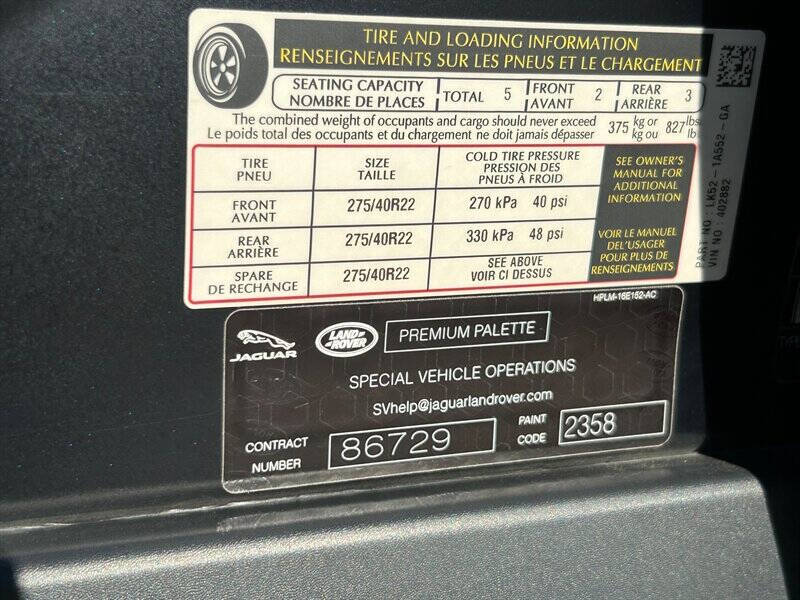 TIRE AND LOADING INFORMATION
RENSEIGNEMENTS SUR LES PNEUS ET LE CHARGEMENT
SEATING CAPACITY
NOMBRE DE PLACES
TOTAL 5
FRONT
AVANT 2
REAR
ARRIÈRE 3
The combined weight of occupants and cargo should never exceed
Le poids total des occupants et du chargement ne doit jamais dépasser
375 kg or 827 lbs
kg ou lb
TIRE
PNEU
SIZE
TAILLE
COLD TIRE PRESSURE
PRESSION DES
PNEUS À FROID
FRONT
AVANT
275/40R22
270 kPa 40 psi
REAR
ARRIÈRE
275/40R22
330 kPa 48 psi
SPARE
DE RECHANGE
275/40R22
SEE ABOVE
VOIR CI DESSUS
SEE OWNER'S
MANUAL FOR
ADDITIONAL
INFORMATION
VOIR LE MANUEL
DEL'USAGER
POUR PLUS DE
RENSEIGNEMENTS
PART NO : LK52-1A552-GA
VIN NO : 402882
HPLM-16E152-AC
JAGUAR
LAND-
-ROVER
PREMIUM PALETTE
SPECIAL VEHICLE OPERATIONS
SVhelp@jaguarlandrover.com
CONTRACT
NUMBER
86729
PAINT
CODE
2358